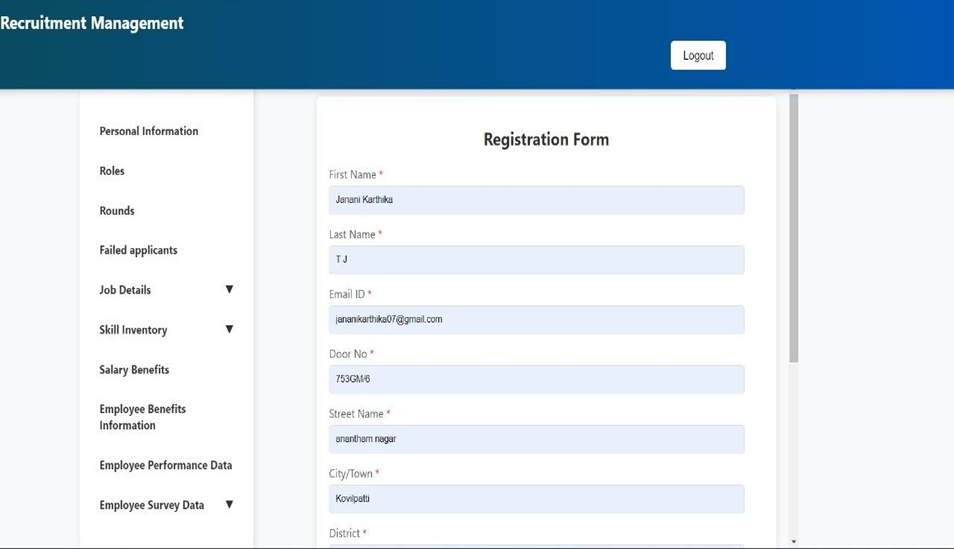 Recruitment Management
Logout
Personal Information
Roles
Rounds
Failed applicants
Job Details ▼
Skill Inventory ▼
Salary Benefits
Employee Benefits
Information
Employee Performance Data
Employee Survey Data ▼
Registration Form
First Name *
Janani Karthika
Last Name *
T J
Email ID *
jananikarthika07@gmail.com
Door No *
753GM/6
Street Name *
anantham nagar
City/Town *
Kovilpatti
District *